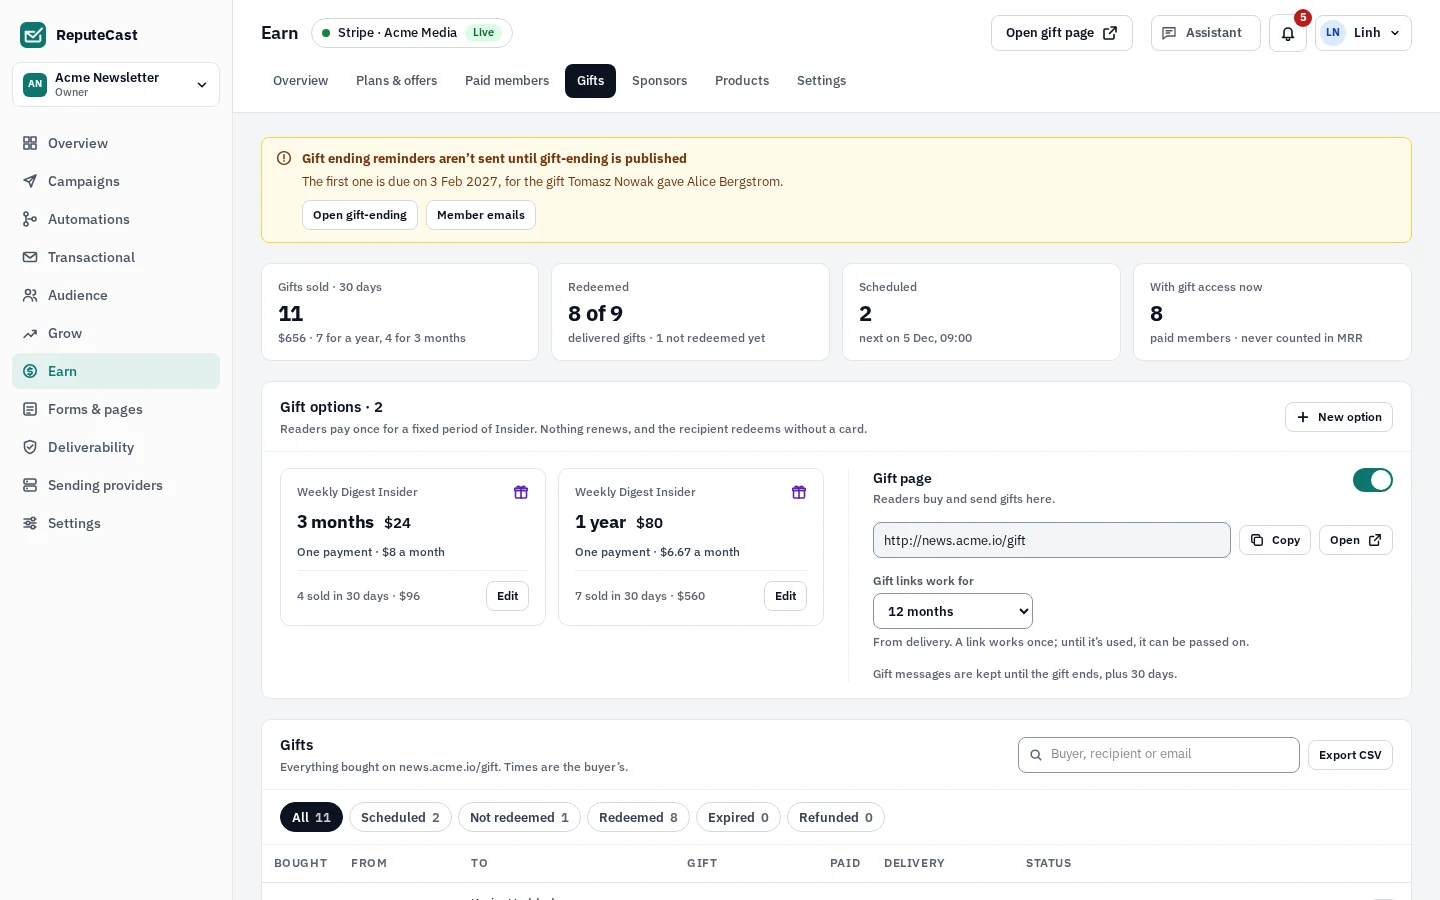 ReputeCast
AN
Acme Newsletter
Owner
Overview
Campaigns
Automations
Transactional
Audience
Grow
Earn
Forms & pages
Deliverability
Sending providers
Settings
Earn
Stripe · Acme Media Live
Open gift page
Assistant
5
LN Linh
Overview Plans & offers Paid members Gifts Sponsors Products Settings
Gift ending reminders aren’t sent until gift-ending is published
The first one is due on 3 Feb 2027, for the gift Tomasz Nowak gave Alice Bergstrom.
Open gift-ending Member emails
Gifts sold · 30 days
11
$656 · 7 for a year, 4 for 3 months
Redeemed
8 of 9
delivered gifts · 1 not redeemed yet
Scheduled
2
next on 5 Dec, 09:00
With gift access now
8
paid members · never counted in MRR
Gift options · 2
Readers pay once for a fixed period of Insider. Nothing renews, and the recipient redeems without a card.
New option
Weekly Digest Insider
3 months $24
One payment · $8 a month
4 sold in 30 days · $96 Edit
Weekly Digest Insider
1 year $80
One payment · $6.67 a month
7 sold in 30 days · $560 Edit
Gift page
Readers buy and send gifts here.
http://news.acme.io/gift Copy Open
Gift links work for
12 months
From delivery. A link works once; until it’s used, it can be passed on.
Gift messages are kept until the gift ends, plus 30 days.
Gifts
Everything bought on news.acme.io/gift. Times are the buyer’s.
Buyer, recipient or email
Export CSV
All 11 Scheduled 2 Not redeemed 1 Redeemed 8 Expired 0 Refunded 0
BOUGHT FROM TO GIFT PAID DELIVERY STATUS